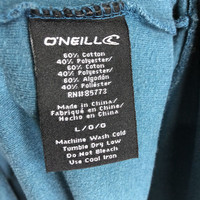 O'NEILL
60% Cotton
40% Polyester/
60% Coton
40% Polyester/
60% Algodón
40% Poliéster
RN#85773
Made in China/
Fabriqué en Chine/
Hecho en China
L/G/G
Machine Wash Cold
Tumble Dry Low
Do Not Bleach
Use Cool Iron